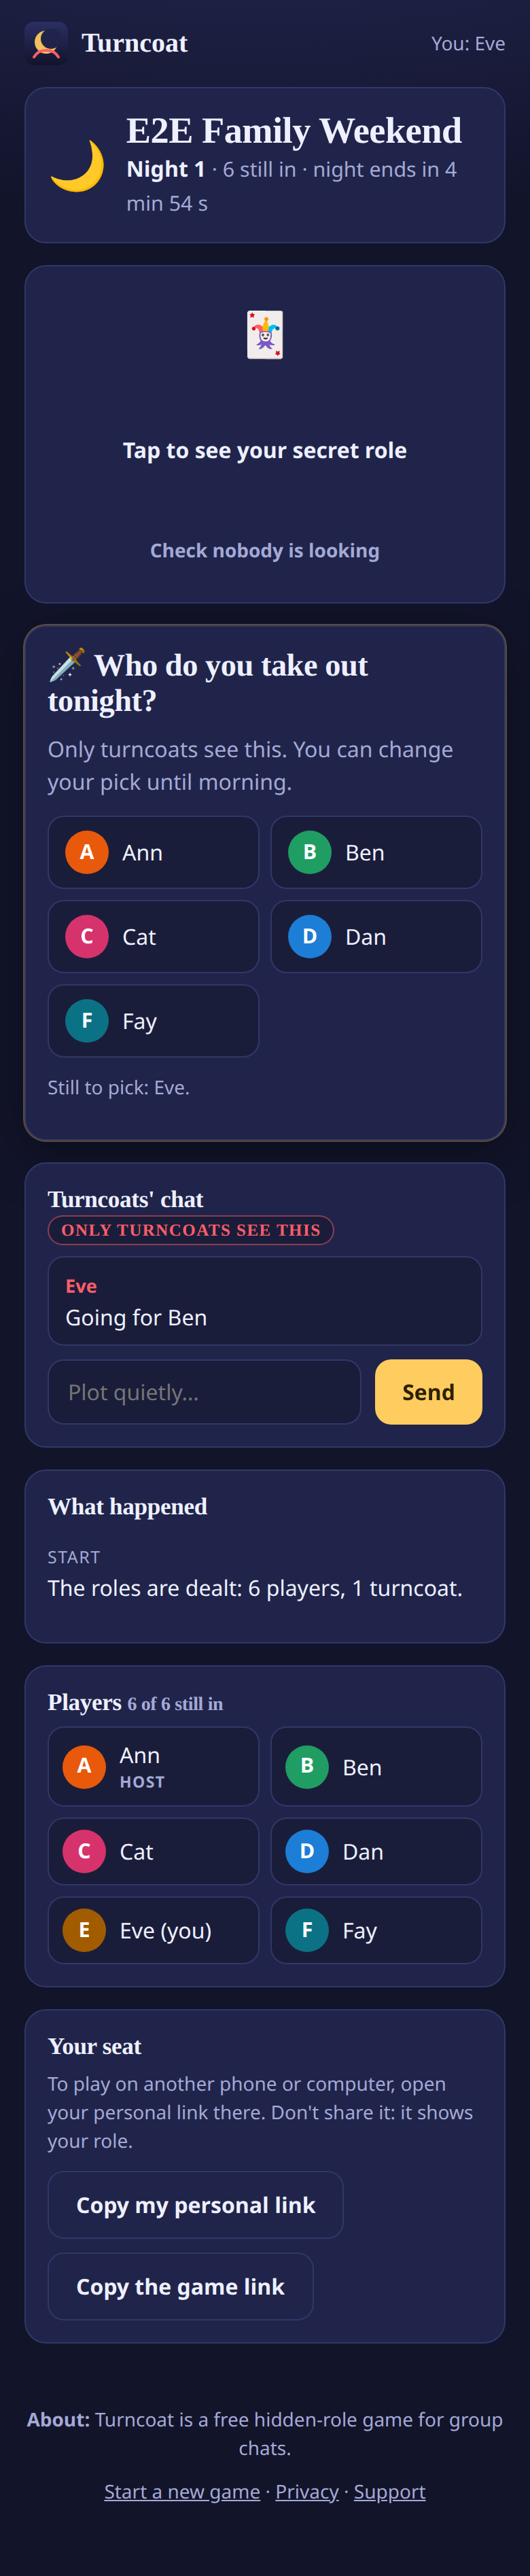 Turncoat
You: Eve
E2E Family Weekend
Night 1 · 6 still in · night ends in 4
min 54 s
Tap to see your secret role
Check nobody is looking
Who do you take out
tonight?
Only turncoats see this. You can change
your pick until morning.
A Ann
B Ben
C Cat
D Dan
F Fay
Still to pick: Eve.
Turncoats' chat
ONLY TURNCOATS SEE THIS
Eve
Going for Ben
Plot quietly...
Send
What happened
START
The roles are dealt: 6 players, 1 turncoat.
Players 6 of 6 still in
A Ann
HOST
B Ben
C Cat
D Dan
E Eve (you)
F Fay
Your seat
To play on another phone or computer, open
your personal link there. Don't share it: it shows
your role.
Copy my personal link
Copy the game link
About: Turncoat is a free hidden-role game for group
chats.
Start a new game · Privacy · Support